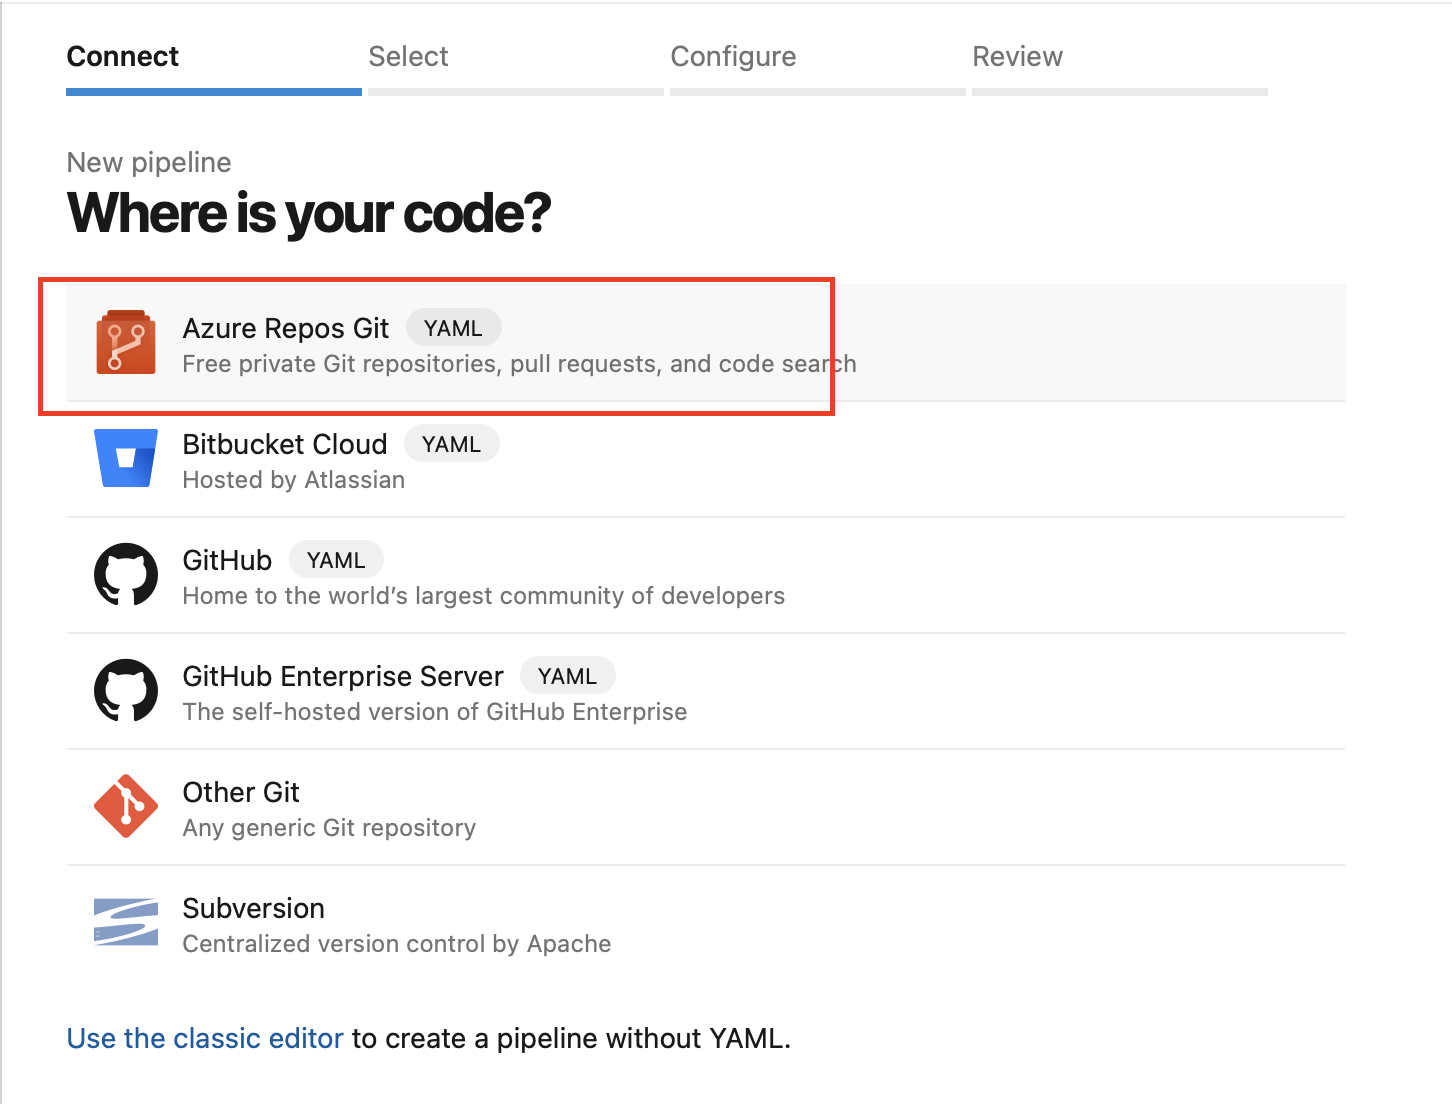 Connect Select Configure Review
New pipeline
Where is your code?
Azure Repos Git YAML
Free private Git repositories, pull requests, and code search
Bitbucket Cloud YAML
Hosted by Atlassian
GitHub YAML
Home to the world’s largest community of developers
GitHub Enterprise Server YAML
The self-hosted version of GitHub Enterprise
Other Git
Any generic Git repository
Subversion
Centralized version control by Apache
Use the classic editor to create a pipeline without YAML.